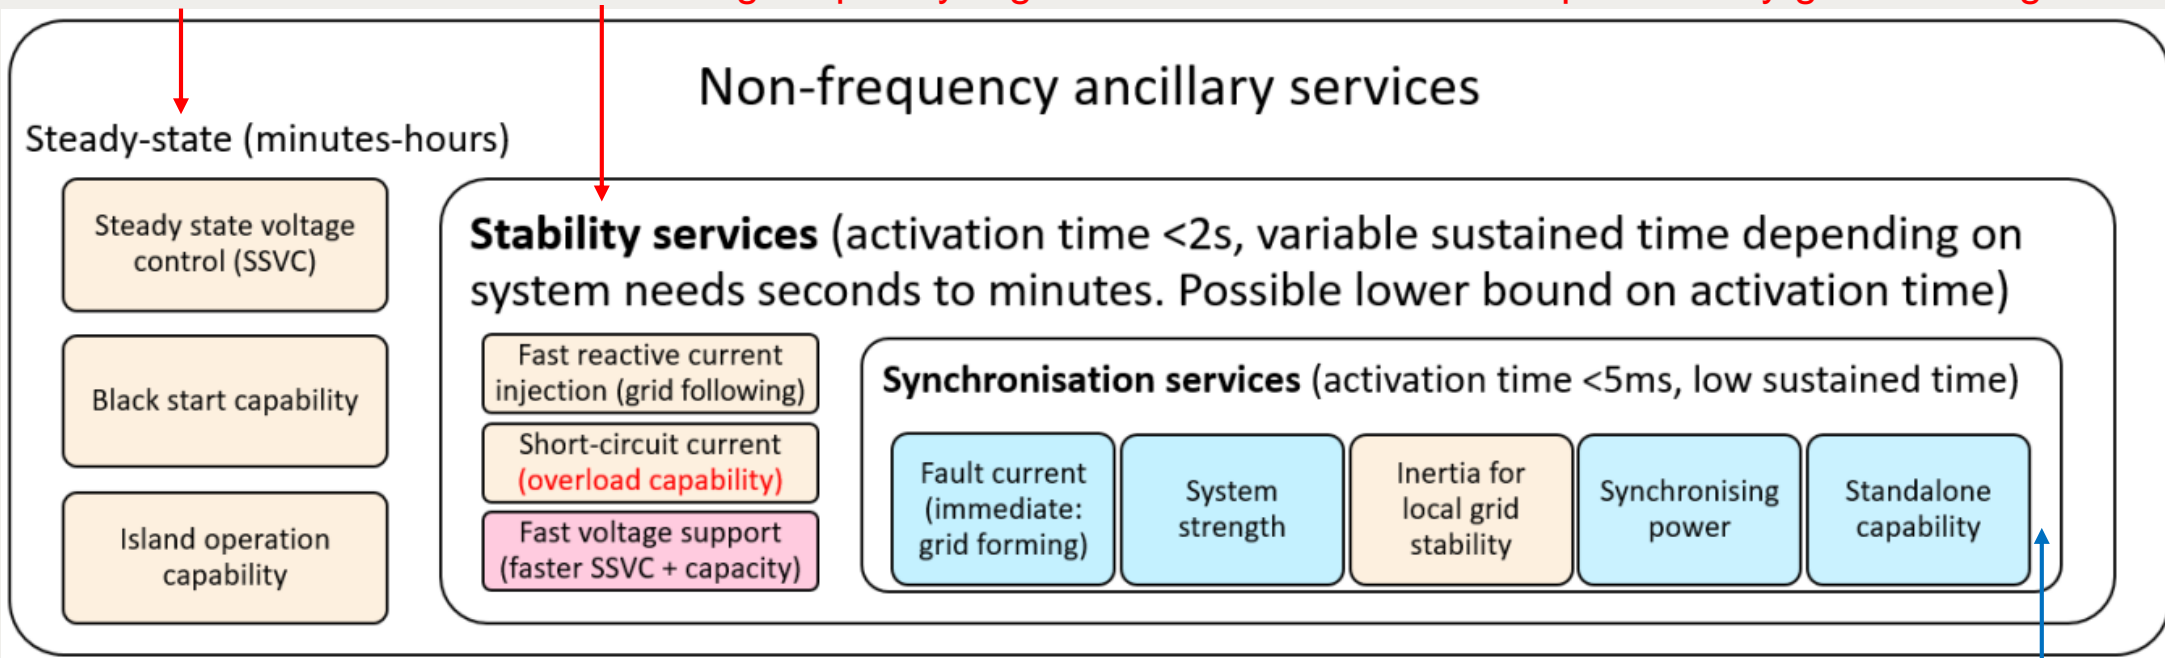 Non-frequency ancillary services
Steady-state (minutes-hours)
Steady state voltage
control (SSVC)
Black start capability
Island operation
capability
Stability services (activation time <2s, variable sustained time depending on
system needs seconds to minutes. Possible lower bound on activation time)
Fast reactive current
injection (grid following)
Short-circuit current
(overload capability)
Fast voltage support
(faster SSVC + capacity)
Synchronisation services (activation time <5ms, low sustained time)
Fault current
(immediate:
grid forming)
System
strength
Inertia for
local grid
stability
Synchronising
power
Standalone
capability